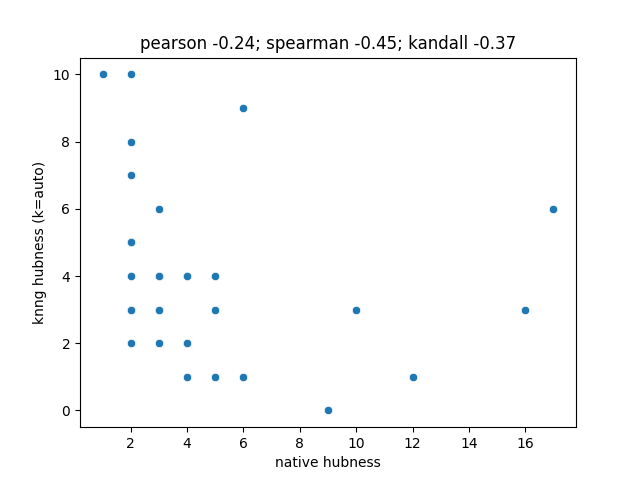 pearson -0.24; spearman -0.45; kendall -0.37
10
8
6
4
2
0
knng hubness (k=auto)
2 4 6 8 10 12 14 16
native hubness